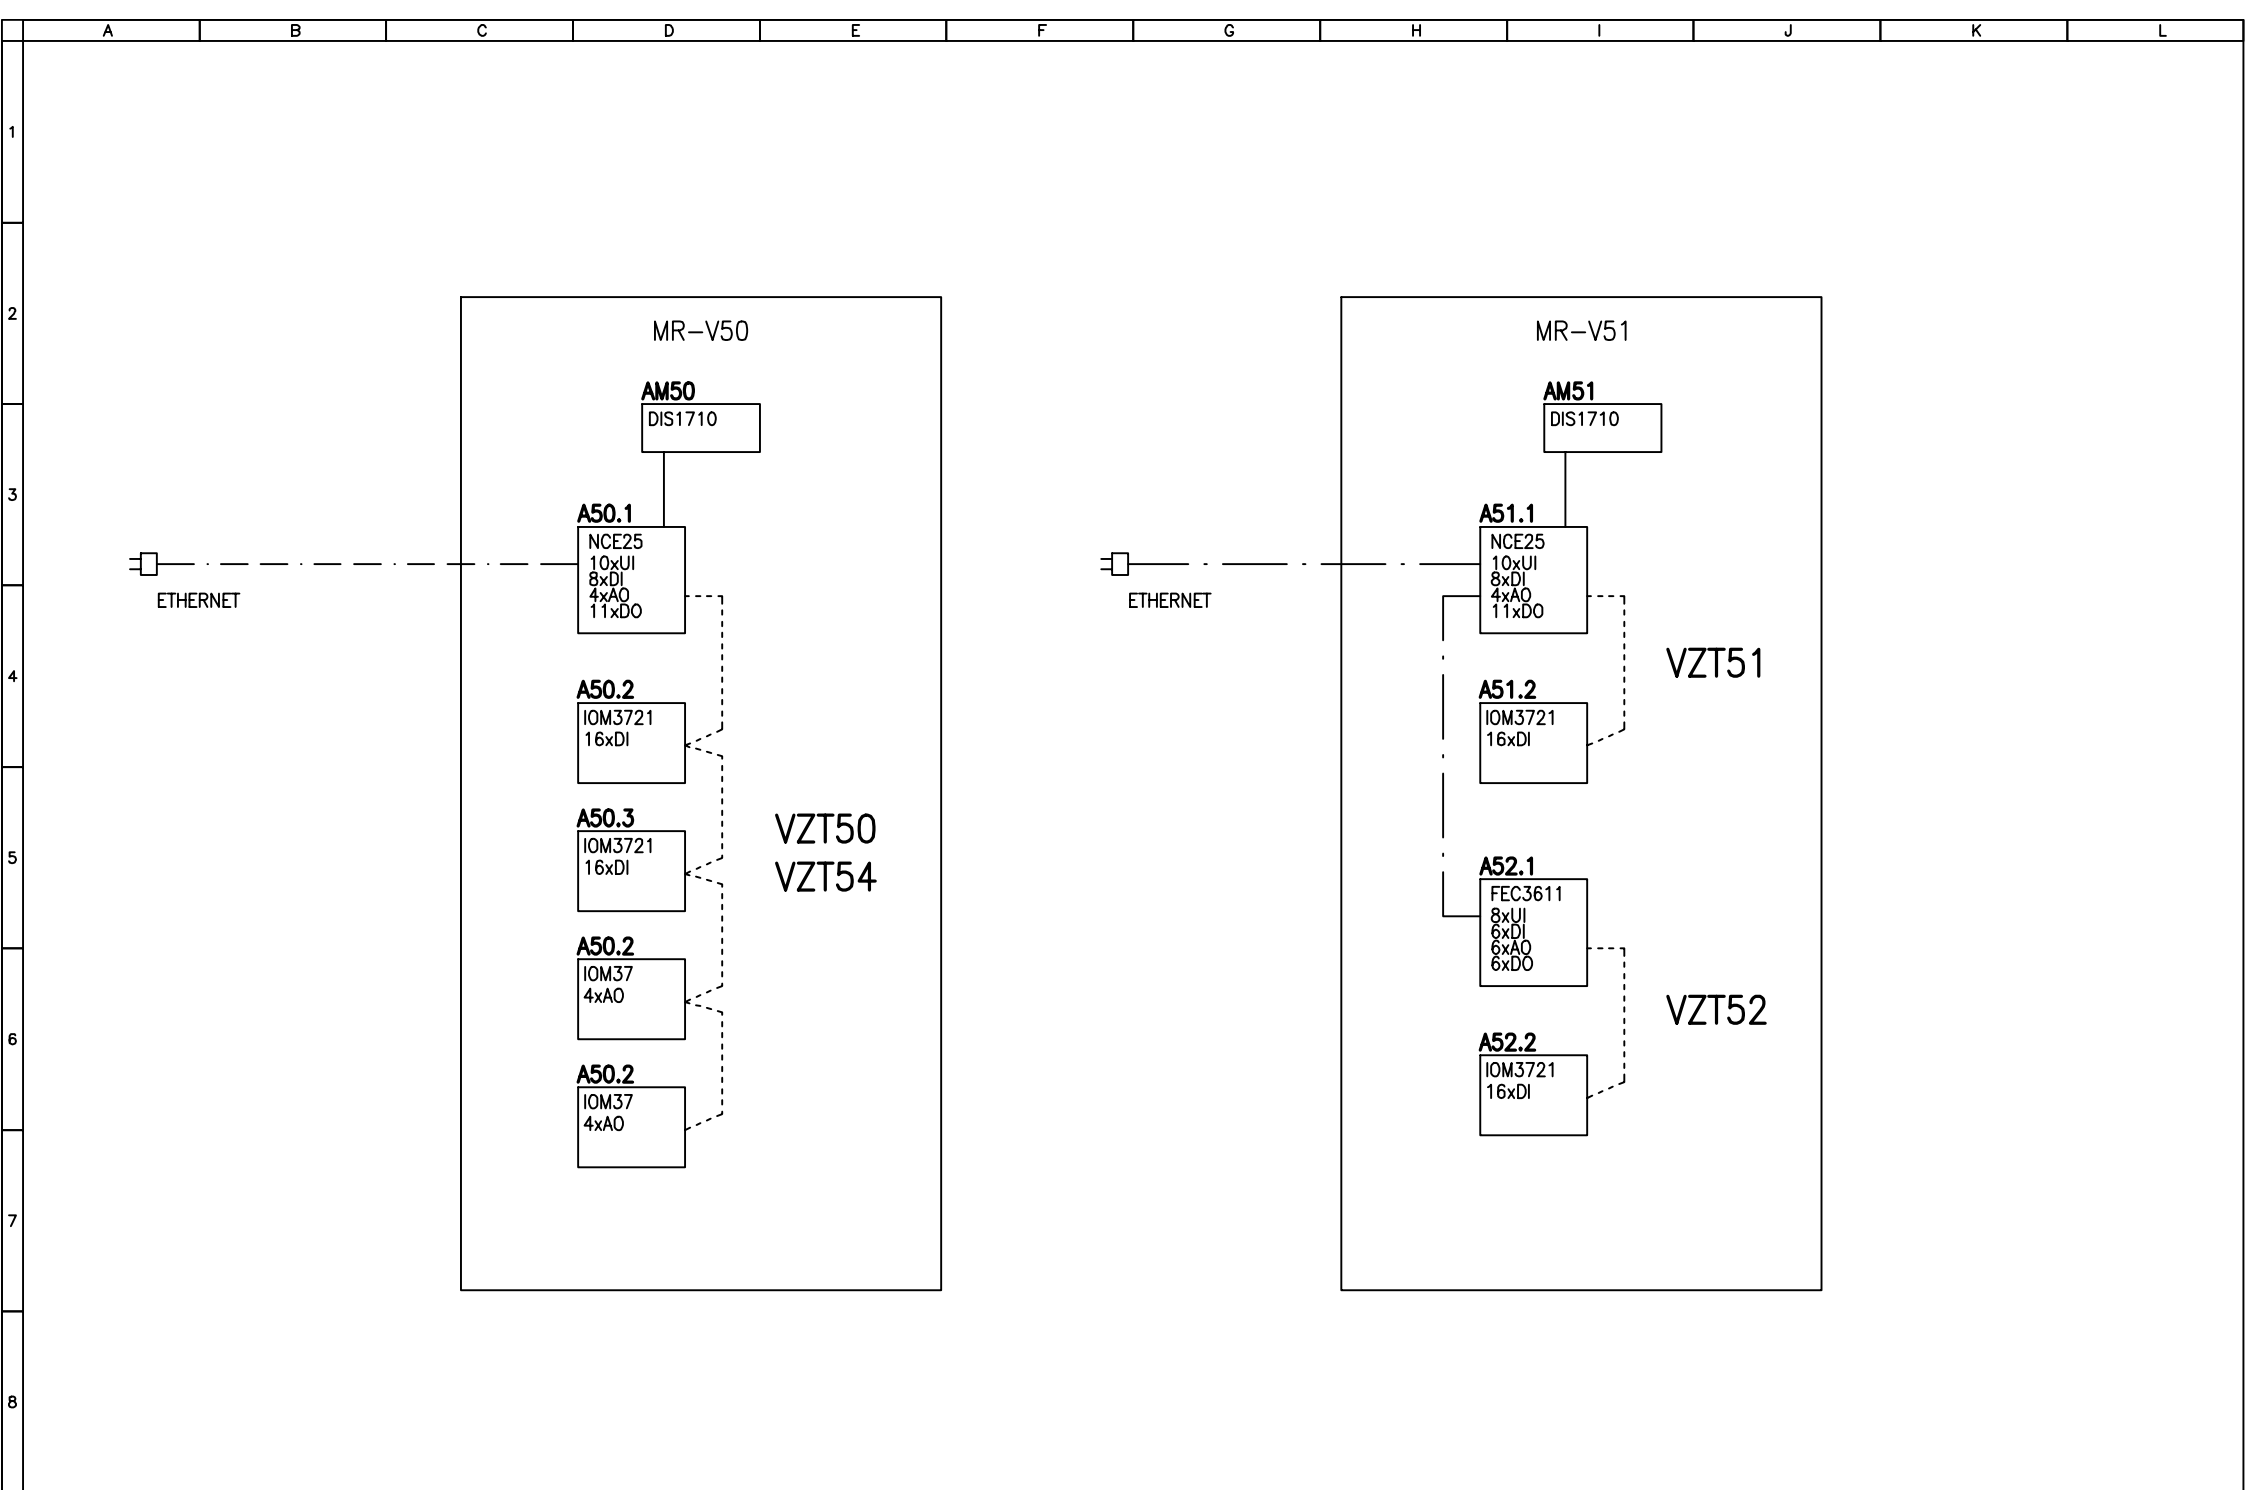 A B C D E F G H I J K L
1
2
3
4
5
6
7
8
MR-V50
AM50
DIS1710
A50.1
NCE25
10xUI
8xDI
4xAO
11xDO
ETHERNET
A50.2
IOM3721
16xDI
A50.3
IOM3721
16xDI
VZT50
VZT54
A50.2
IOM37
4xAO
A50.2
IOM37
4xAO
MR-V51
AM51
DIS1710
A51.1
NCE25
10xUI
8xDI
4xAO
11xDO
ETHERNET
VZT51
A51.2
IOM3721
16xDI
A52.1
FEC3611
8xUI
6xDI
6xAO
6xDO
VZT52
A52.2
IOM3721
16xDI